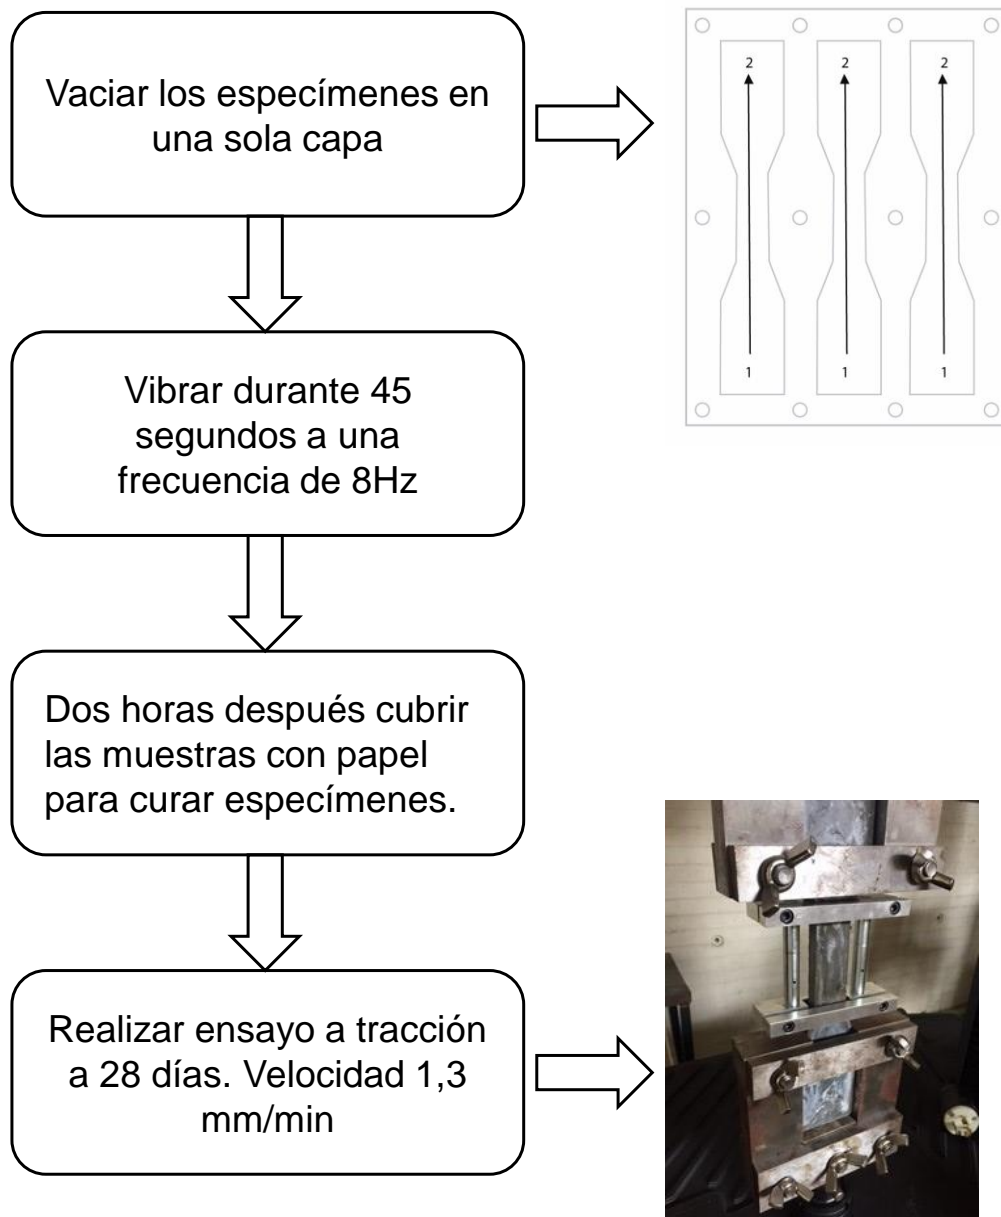 Vaciar los especímenes en
una sola capa
2 2 2
1 1 1
Vibrar durante 45
segundos a una
frecuencia de 8Hz
Dos horas después cubrir
las muestras con papel
para curar especímenes.
Realizar ensayo a tracción
a 28 días. Velocidad 1,3
mm/min